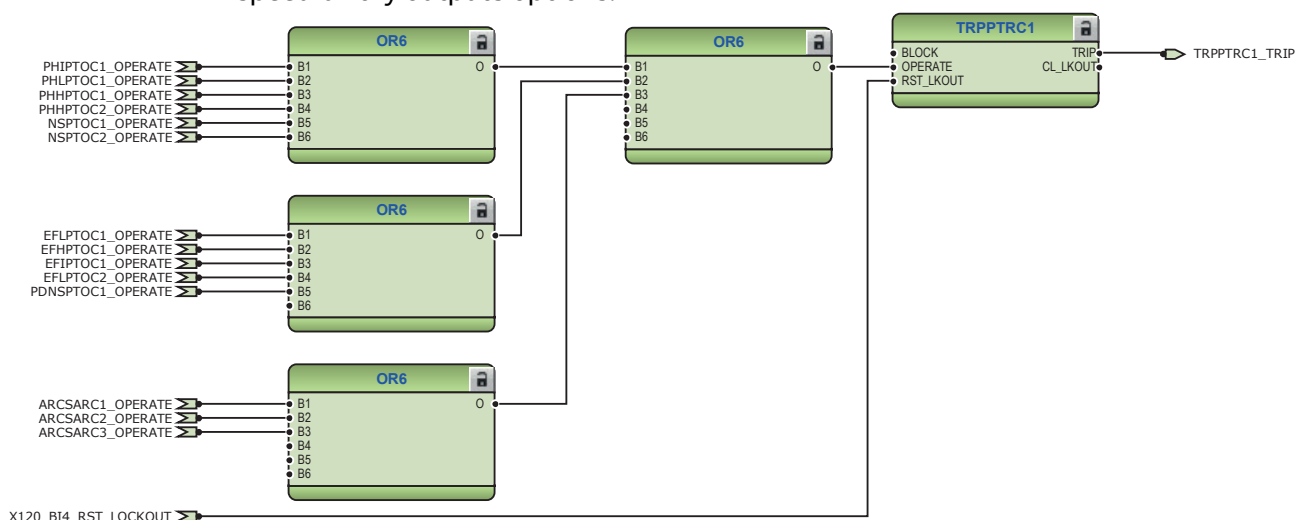 OR6
B1
B2
B3
B4
B5
B6
O
PHIPTOC1_OPERATE
PHLPTOC1_OPERATE
PHHPTOC1_OPERATE
PHHPTOC2_OPERATE
NSPTOC1_OPERATE
NSPTOC2_OPERATE
OR6
B1
B2
B3
B4
B5
B6
O
TRPPTRC1
BLOCK
OPERATE
RST_LKOUT
TRIP
CL_LKOUT
TRPPTRC1_TRIP
OR6
B1
B2
B3
B4
B5
B6
O
EFLPTOC1_OPERATE
EFHPTOC1_OPERATE
EFIPTOC1_OPERATE
EFLPTOC2_OPERATE
PDNSPTOC1_OPERATE
OR6
B1
B2
B3
B4
B5
B6
O
ARCSARC1_OPERATE
ARCSARC2_OPERATE
ARCSARC3_OPERATE
X120_BI4_RST_LOCKOUT